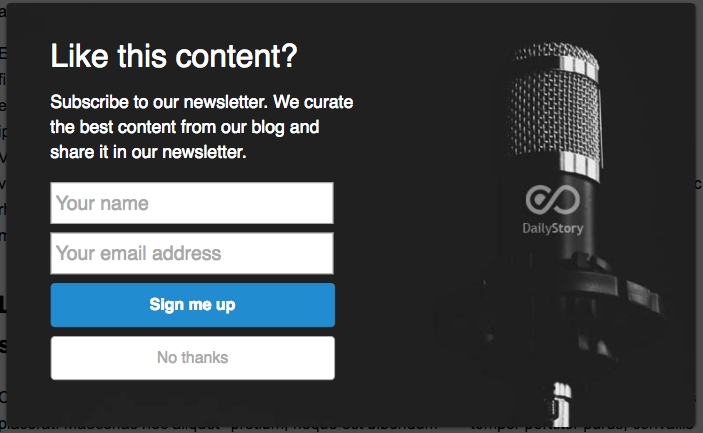 Like this content?
Subscribe to our newsletter. We curate
the best content from our blog and
share it in our newsletter.
Your name
Your email address
Sign me up
No thanks
DailyStory